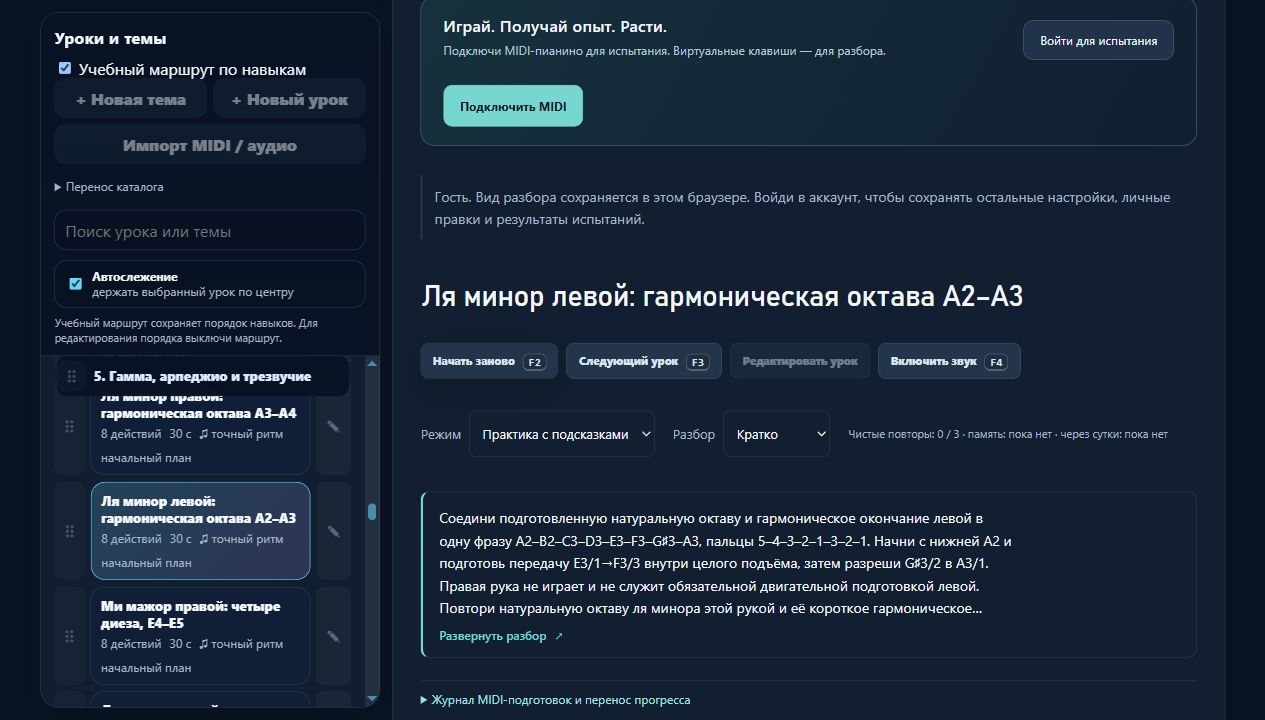 Уроки и темы
Учебный маршрут по навыкам
+ Новая тема
+ Новый урок
Импорт MIDI / аудио
Перенос каталога
Поиск урока или темы
Автослежение
держать выбранный урок по центру
Учебный маршрут сохраняет порядок навыков. Для
редактирования порядка выключи маршрут.
5. Гамма, арпеджио и трезвучие
Ля минор правой:
гармоническая октава A3–A4
8 действий 30 с ♫ точный ритм
начальный план
Ля минор левой:
гармоническая октава A2–A3
8 действий 30 с ♫ точный ритм
начальный план
Ми мажор правой: четыре
диеза, E4–E5
8 действий 30 с ♫ точный ритм
начальный план
Играй. Получай опыт. Расти.
Подключи MIDI-пианино для испытания. Виртуальные клавиши — для разбора.
Войти для испытания
Подключить MIDI
Гость. Вид разбора сохраняется в этом браузере. Войди в аккаунт, чтобы сохранять остальные настройки, личные
правки и результаты испытаний.
Ля минор левой: гармоническая октава A2–A3
Начать заново F2
Следующий урок F3
Редактировать урок
Включить звук F4
Режим Практика с подсказками
Разбор Кратко
Чистые повторы: 0 / 3 · память: пока нет · через сутки: пока нет
Соедини подготовленную натуральную октаву и гармоническое окончание левой в
одну фразу A2–B2–C3–D3–E3–F3–G♯3–A3, пальцы 5–4–3–2–1–3–2–1. Начни с нижней A2 и
подготовь передачу E3/1→F3/3 внутри целого подъёма, затем разреши G♯3/2 в A3/1.
Правая рука не играет и не служит обязательной двигательной подготовкой левой.
Повтори натуральную октаву ля минора этой рукой и её короткое гармоническое…
Развернуть разбор ↗
Журнал MIDI-подготовок и перенос прогресса